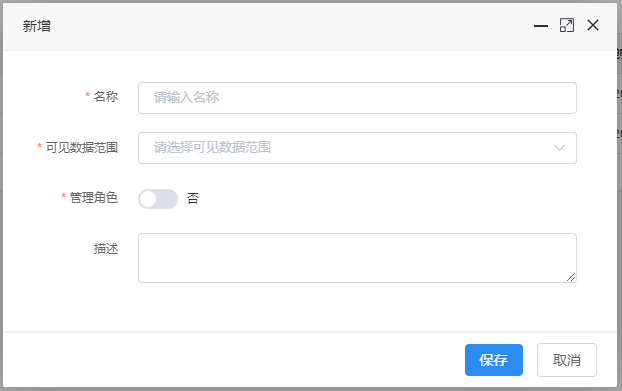 新增
* 名称
请输入名称
* 可见数据范围
请选择可见数据范围
* 管理角色
否
描述
保存
取消